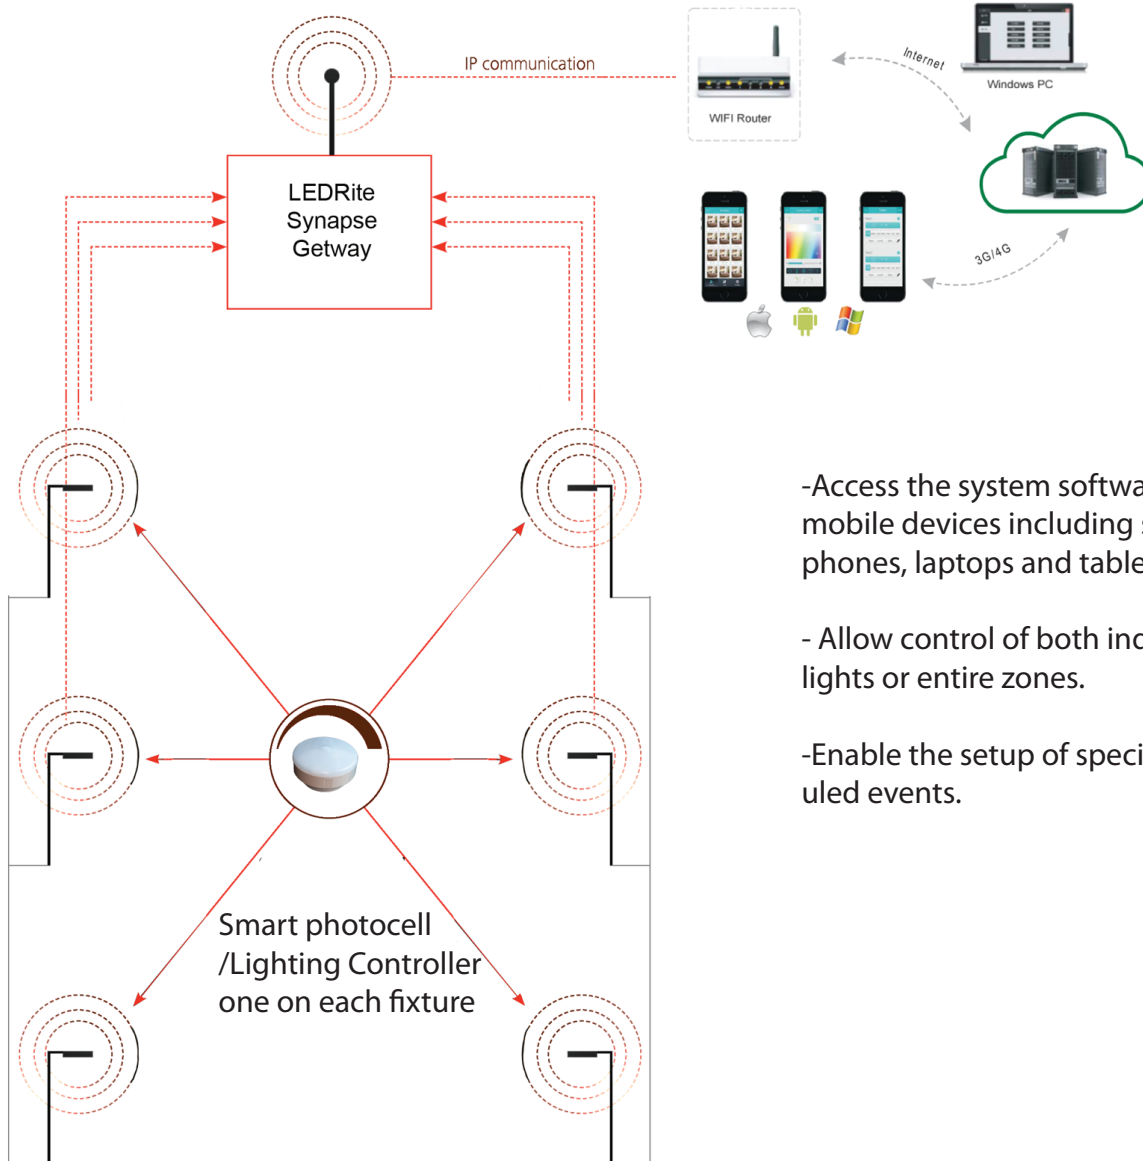 IP communication
WIFI Router
Internet
Windows PC
LEDRite
Synapse
Getway
3G/4G
-Access the system softwa
mobile devices including
phones, laptops and table
- Allow control of both ind
lights or entire zones.
-Enable the setup of speci
uled events.
Smart photocell
/Lighting Controller
one on each fixture